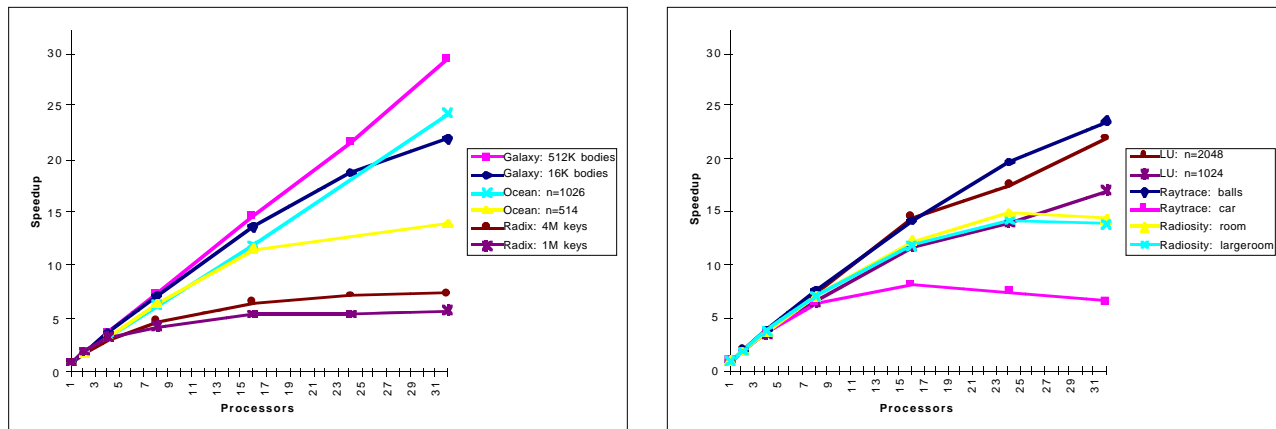 30
25
20
15
10
5
0
Speedup
1
3
5
7
9
11
13
15
17
19
21
23
25
27
29
31
Processors
Galaxy: 512K bodies
Galaxy: 16K bodies
Ocean: n=1026
Ocean: n=514
Radix: 4M keys
Radix: 1M keys
30
25
20
15
10
5
0
Speedup
1
3
5
7
9
11
13
15
17
19
21
23
25
27
29
31
Processors
LU: n=2048
LU: n=1024
Raytrace: balls
Raytrace: car
Radiosity: room
Radiosity: largeroom